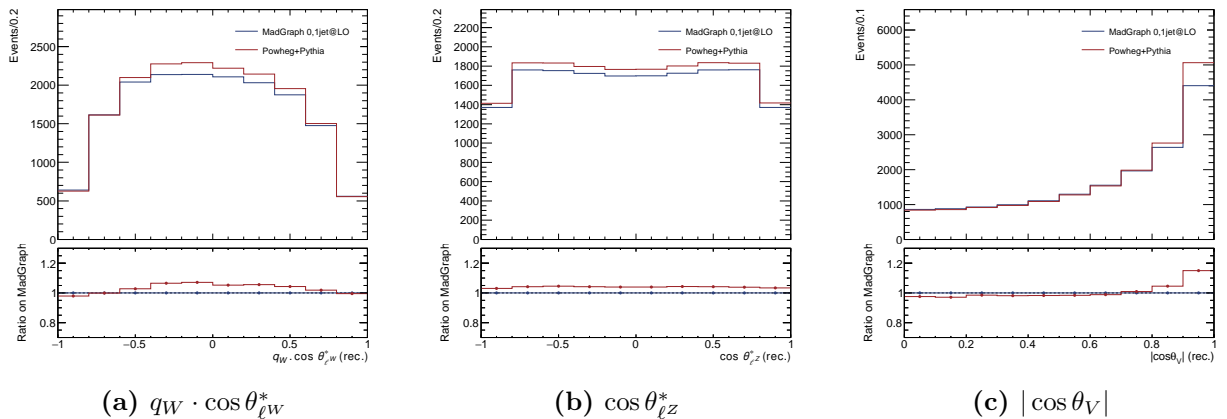 Events/0.2
MadGraph 0,1jet@LO
Powheg+Pythia
2500
2000
1500
1000
500
0
Ratio on MadGraph
1.2
1
0.8
−1 −0.5 0 0.5 1
q_W · cos θ*_ℓW (rec.)
(a) q_W · cos θ*_ℓW
Events/0.2
MadGraph 0,1jet@LO
Powheg+Pythia
2200
2000
1800
1600
1400
1200
1000
800
600
400
200
0
Ratio on MadGraph
1.2
1
0.8
−1 −0.5 0 0.5 1
cos θ*_ℓZ (rec.)
(b) cos θ*_ℓZ
Events/0.1
MadGraph 0,1jet@LO
Powheg+Pythia
6000
5000
4000
3000
2000
1000
0
Ratio on MadGraph
1.2
1
0.8
0 0.2 0.4 0.6 0.8 1
|cosθ_V| (rec.)
(c) | cos θ_V|